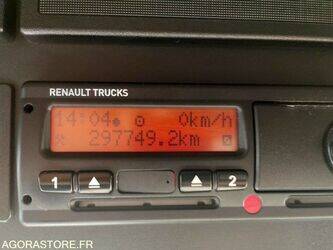 RENAULT TRUCKS
14:04 0km/h
297749.2km
1 2
AGORASTORE.FR